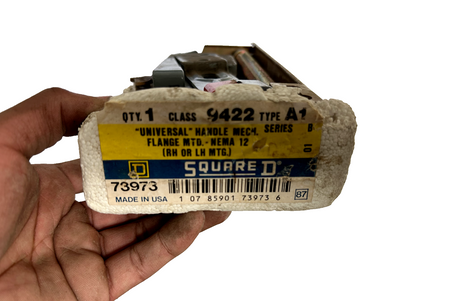 QTY. 1 CLASS 9422 TYPE A1
"UNIVERSAL" HANDLE MECH. SERIES B
FLANGE MTD.- NEMA 12
(RH OR LH MTG.)
D SQUARE D
73973
MADE IN USA 1 07 85901 73973 6 87